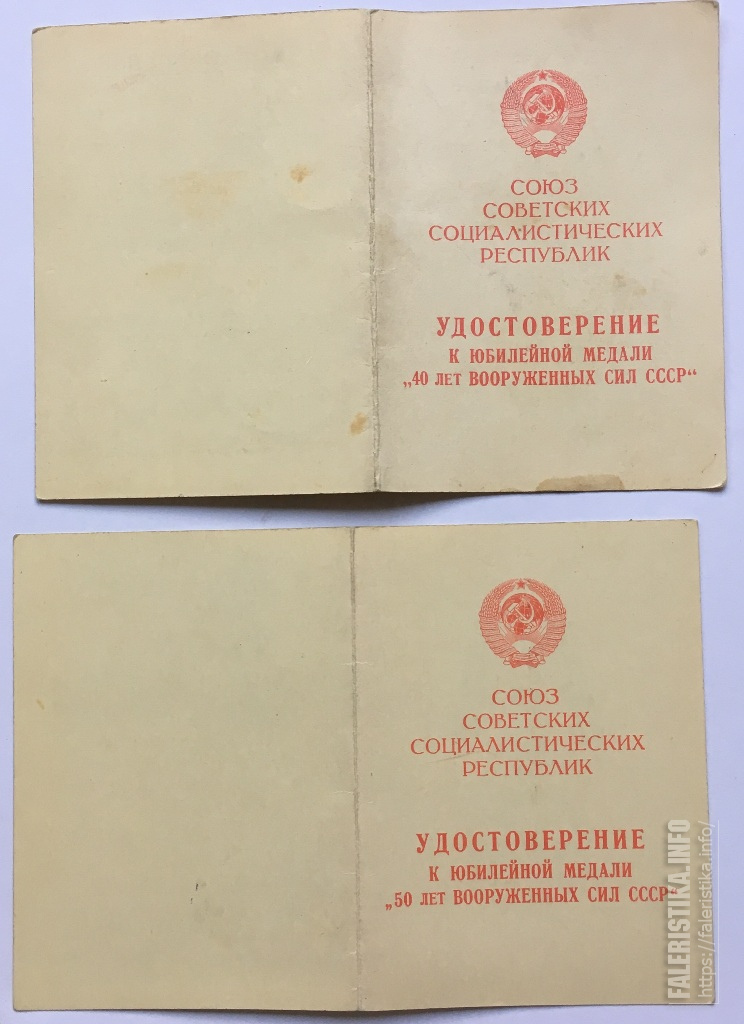 СОЮЗ
СОВЕТСКИХ
СОЦИАЛИСТИЧЕСКИХ
РЕСПУБЛИК
УДОСТОВЕРЕНИЕ
К ЮБИЛЕЙНОЙ МЕДАЛИ
„40 ЛЕТ ВООРУЖЕННЫХ СИЛ СССР“
СОЮЗ
СОВЕТСКИХ
СОЦИАЛИСТИЧЕСКИХ
РЕСПУБЛИК
УДОСТОВЕРЕНИЕ
К ЮБИЛЕЙНОЙ МЕДАЛИ
„50 ЛЕТ ВООРУЖЕННЫХ СИЛ СССР“
FALERISTIKA.INFO
https://faleristika.info/